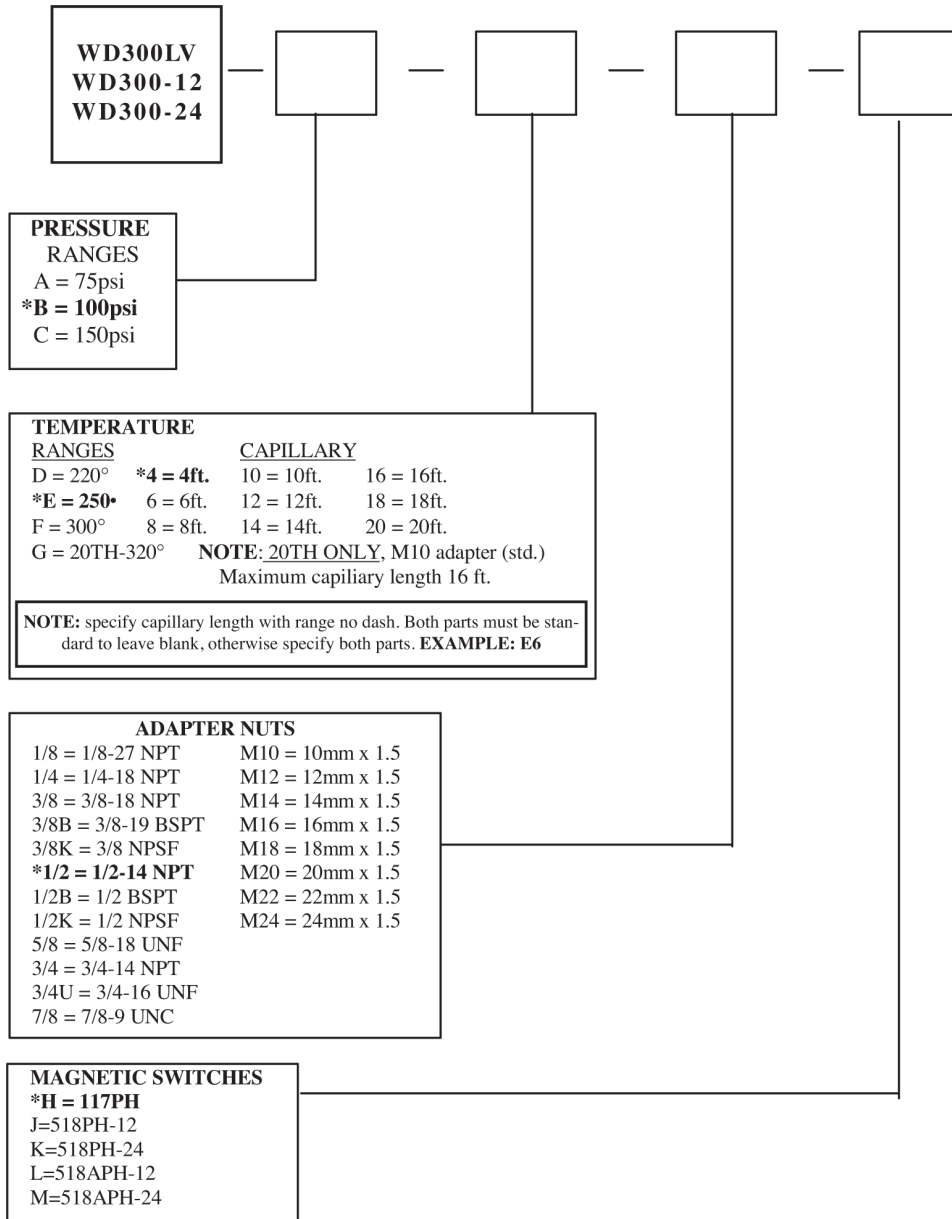 WD300LV
WD300-12
WD300-24
PRESSURE
RANGES
A = 75psi
*B = 100psi
C = 150psi
TEMPERATURE
RANGES CAPILLARY
D = 220° *4 = 4ft. 10 = 10ft. 16 = 16ft.
*E = 250• 6 = 6ft. 12 = 12ft. 18 = 18ft.
F = 300° 8 = 8ft. 14 = 14ft. 20 = 20ft.
G = 20TH-320° NOTE: 20TH ONLY, M10 adapter (std.)
Maximum capiliary length 16 ft.
NOTE: specify capillary length with range no dash. Both parts must be stan-
dard to leave blank, otherwise specify both parts. EXAMPLE: E6
ADAPTER NUTS
1/8 = 1/8-27 NPT M10 = 10mm x 1.5
1/4 = 1/4-18 NPT M12 = 12mm x 1.5
3/8 = 3/8-18 NPT M14 = 14mm x 1.5
3/8B = 3/8-19 BSPT M16 = 16mm x 1.5
3/8K = 3/8 NPSF M18 = 18mm x 1.5
*1/2 = 1/2-14 NPT M20 = 20mm x 1.5
1/2B = 1/2 BSPT M22 = 22mm x 1.5
1/2K = 1/2 NPSF M24 = 24mm x 1.5
5/8 = 5/8-18 UNF
3/4 = 3/4-14 NPT
3/4U = 3/4-16 UNF
7/8 = 7/8-9 UNC
MAGNETIC SWITCHES
*H = 117PH
J=518PH-12
K=518PH-24
L=518APH-12
M=518APH-24